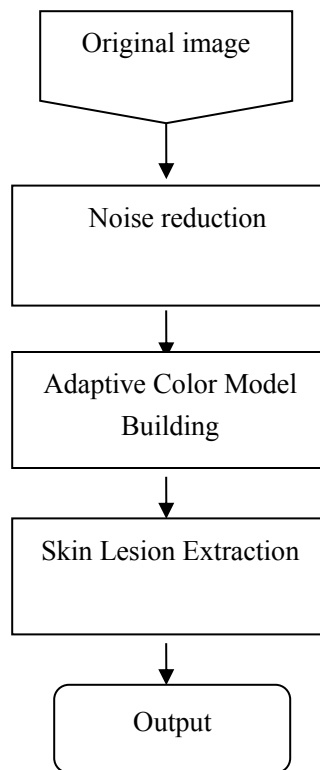 Original image
Noise reduction
Adaptive Color Model
Building
Skin Lesion Extraction
Output